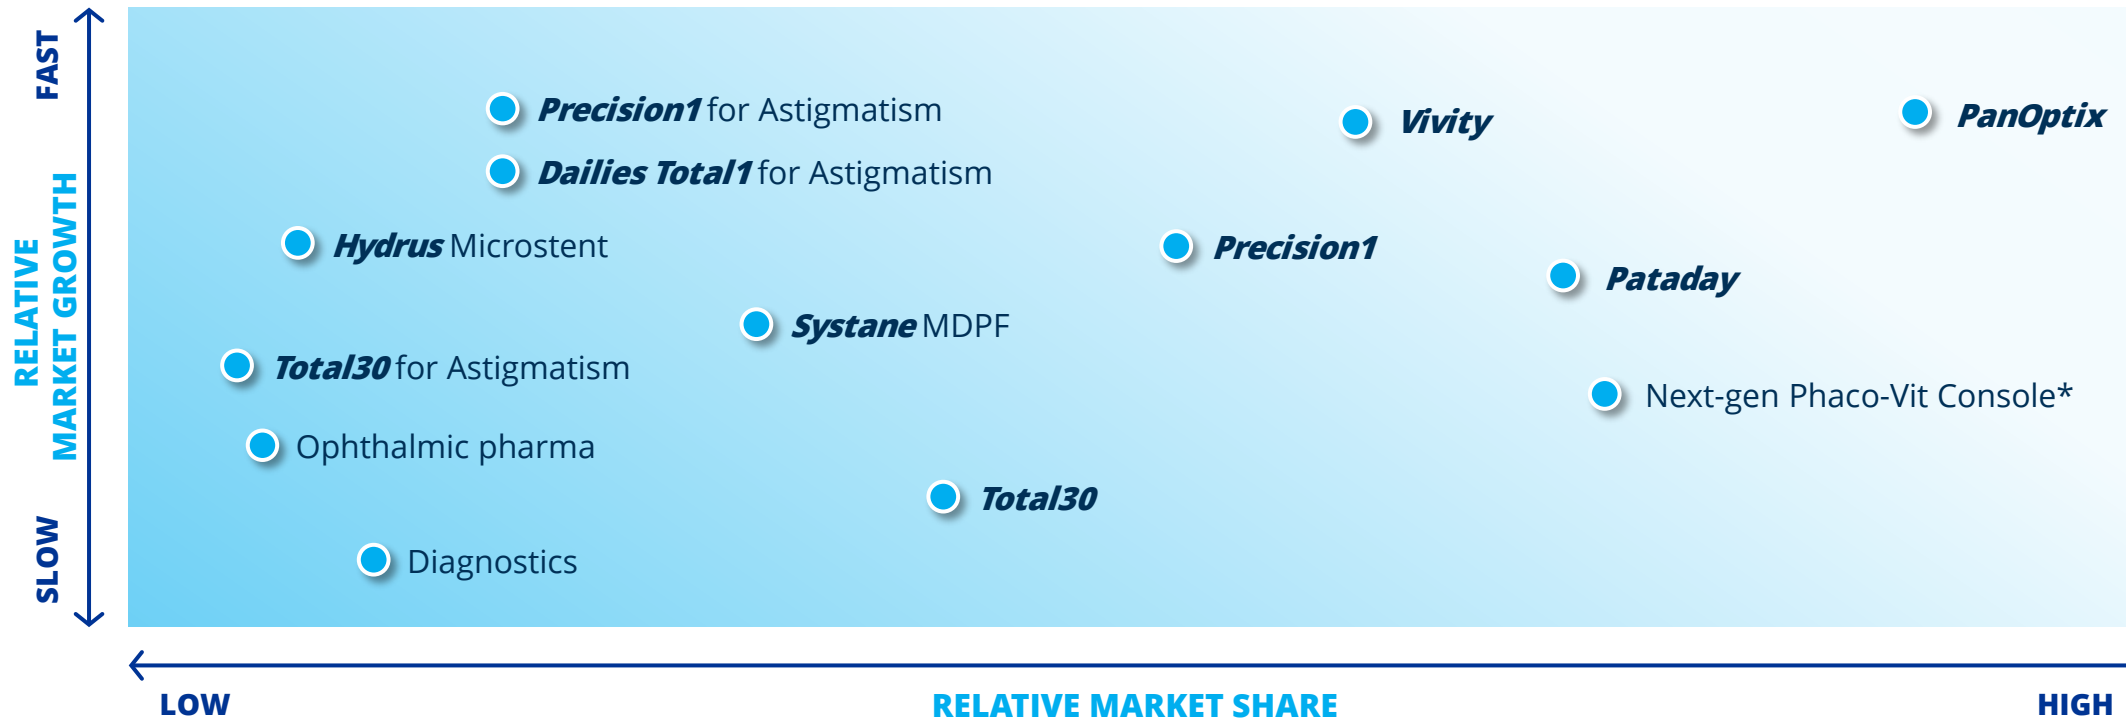 FAST
RELATIVE
MARKET GROWTH
SLOW
Precision1 for Astigmatism
Vivity
PanOptix
Dailies Total1 for Astigmatism
Hydrus Microstent
Precision1
Pataday
Systane MDPF
Total30 for Astigmatism
Next-gen Phaco-Vit Console*
Ophthalmic pharma
Total30
Diagnostics
LOW
RELATIVE MARKET SHARE
HIGH